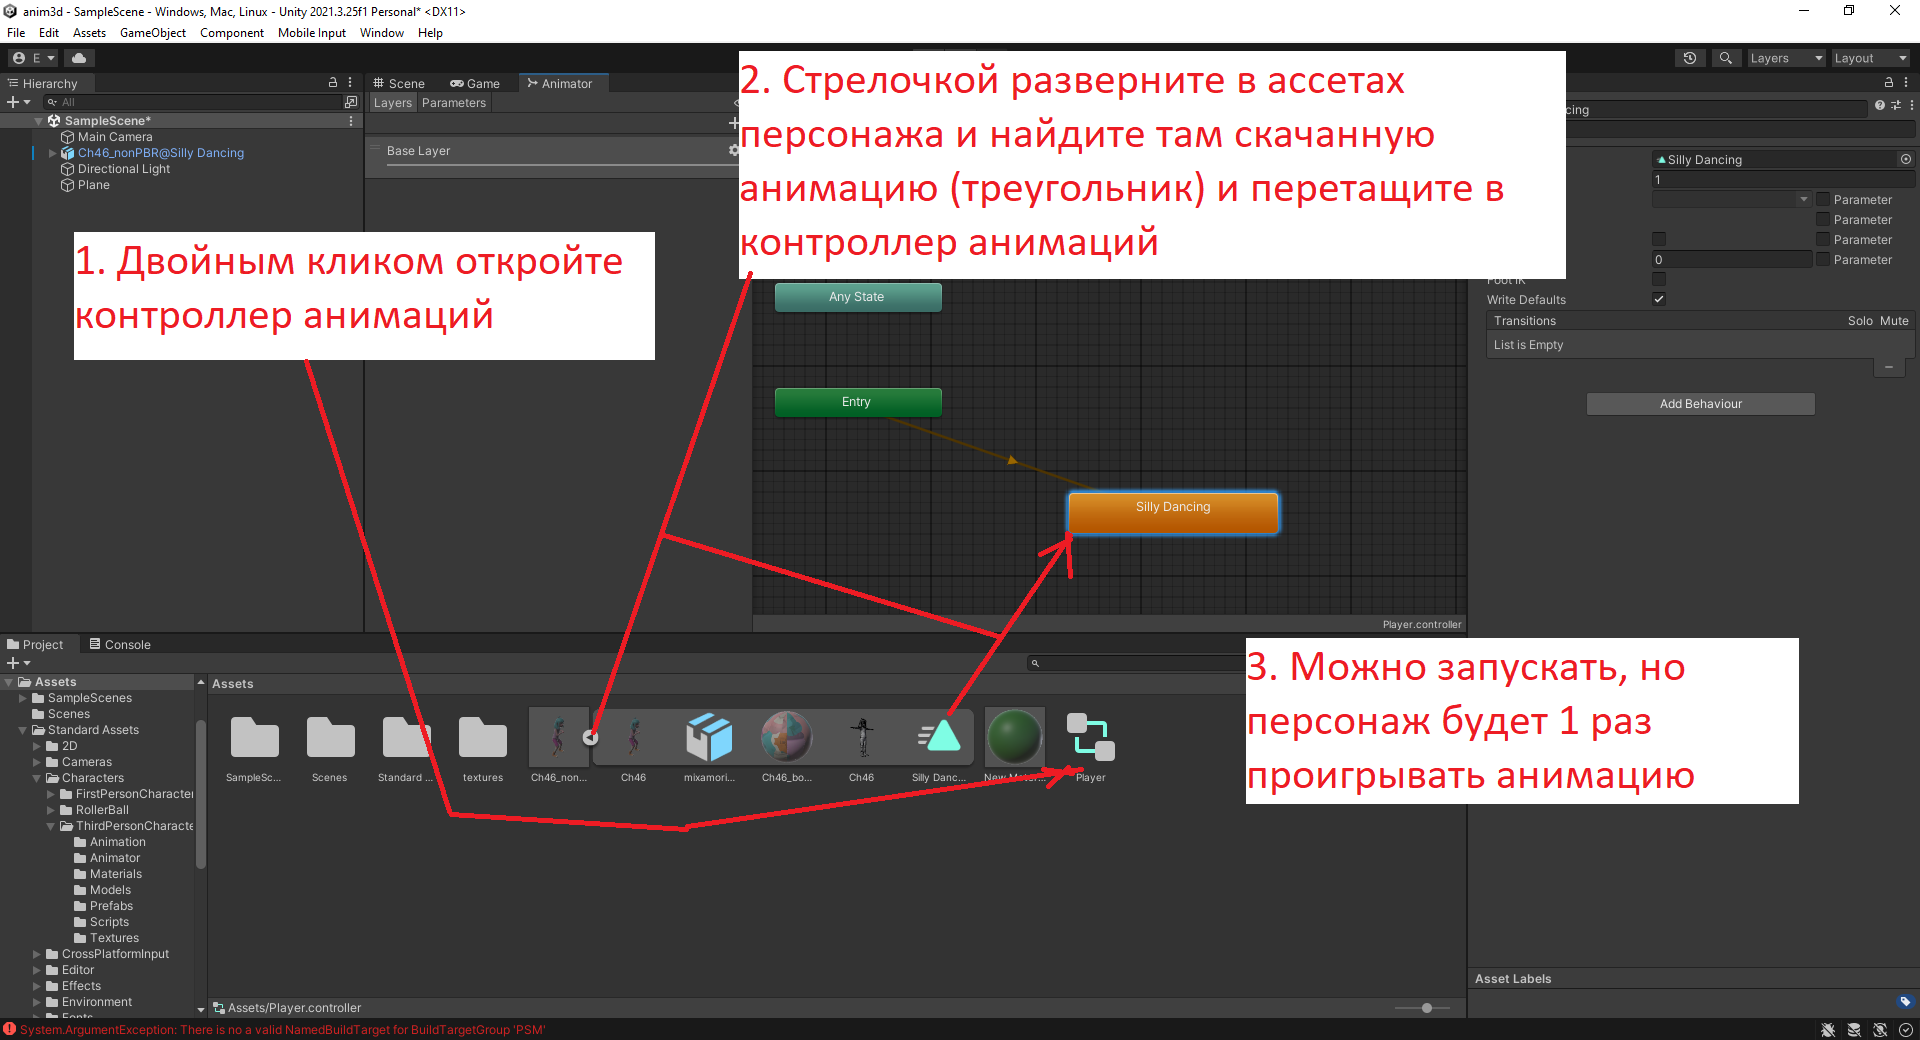 anim3d - SampleScene - Windows, Mac, Linux - Unity 2021.3.25f1 Personal* <DX11>
File Edit Assets GameObject Component Mobile Input Window Help
E
Layers Layout
Hierarchy
All
SampleScene*
Main Camera
Ch46_nonPBR@Silly Dancing
Directional Light
Plane
Scene Game Animator
Layers Parameters
Base Layer
1. Двойным кликом откройте
контроллер анимаций
2. Стрелочкой разверните в ассетах
персонажа и найдите там скачанную
анимацию (треугольник) и перетащите в
контроллер анимаций
Any State
Entry
Silly Dancing
Player.controller
cing
Silly Dancing
1
Parameter
Parameter
Parameter
0 Parameter
Foot IK
Write Defaults
Transitions Solo Mute
List is Empty
Add Behaviour
3. Можно запускать, но
персонаж будет 1 раз
проигрывать анимацию
Project Console
Assets
SampleScenes
Scenes
Standard Assets
2D
Cameras
Characters
FirstPersonCharacter
RollerBall
ThirdPersonCharacte
Animation
Animator
Materials
Models
Prefabs
Scripts
Textures
CrossPlatformInput
Editor
Effects
Environment
Fonts
Assets
SampleSc... Scenes Standard ... textures Ch46_non... Ch46 mixamori... Ch46_bo... Ch46 Silly Danc... New Mater... Player
Assets/Player.controller
Asset Labels
System.ArgumentException: There is no a valid NamedBuildTarget for BuildTargetGroup 'PSM'